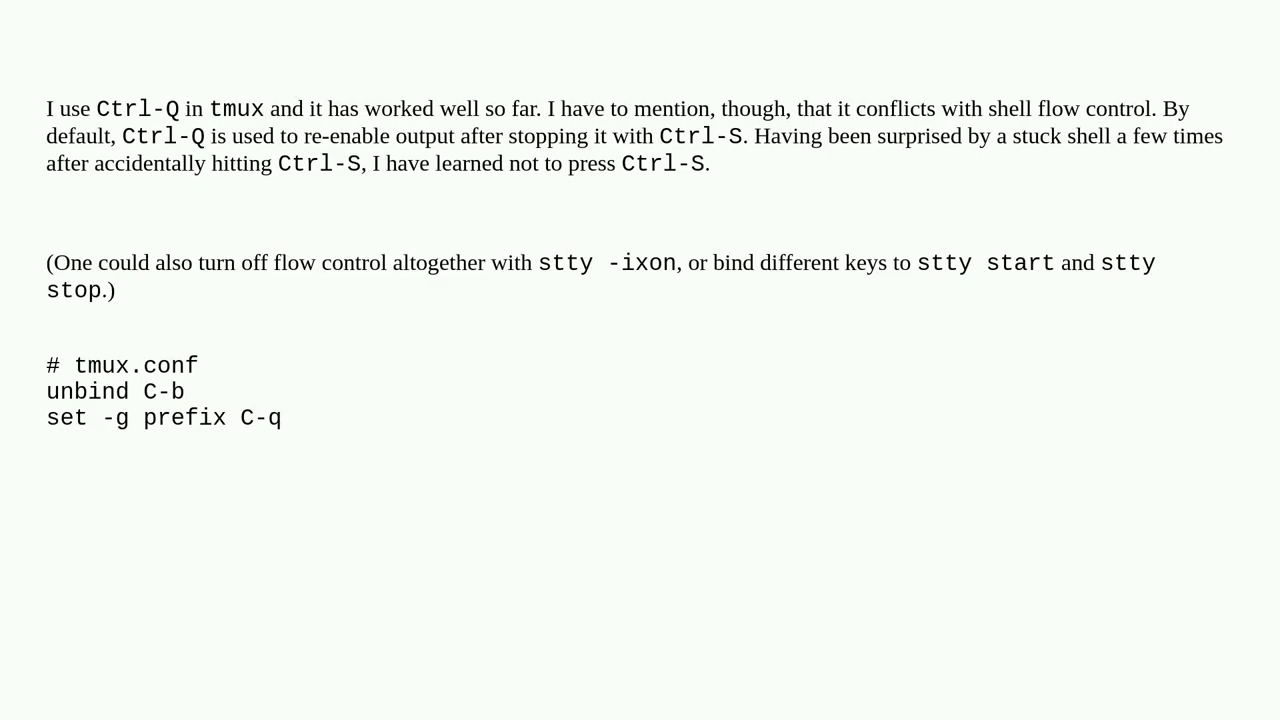 I use Ctrl-Q in tmux and it has worked well so far. I have to mention, though, that it conflicts with shell flow control. By
default, Ctrl-Q is used to re-enable output after stopping it with Ctrl-S. Having been surprised by a stuck shell a few times
after accidentally hitting Ctrl-S, I have learned not to press Ctrl-S.
(One could also turn off flow control altogether with stty -ixon, or bind different keys to stty start and stty
stop.)
# tmux.conf
unbind C-b
set -g prefix C-q